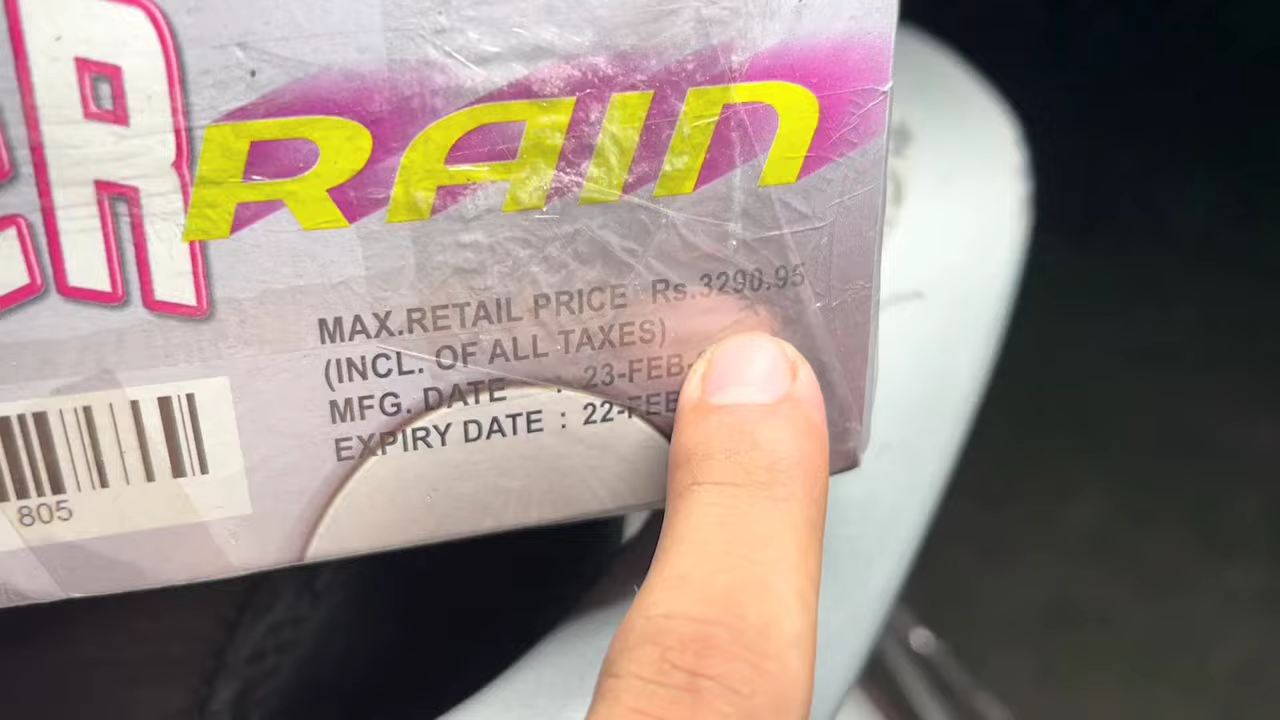 RAIN
MAX.RETAIL PRICE Rs.3290.95
(INCL. OF ALL TAXES)
MFG. DATE : 23-FEB-
EXPIRY DATE : 22-FEB
805